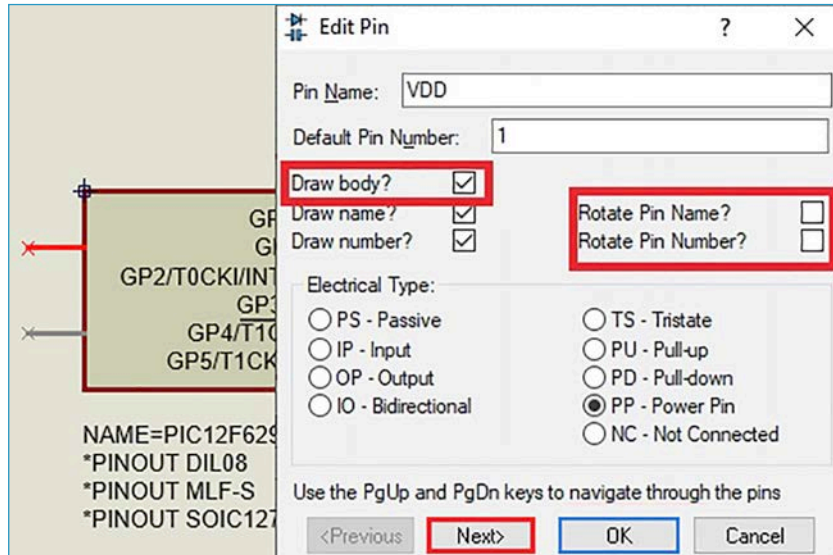 Edit Pin
?
Pin Name: VDD
Default Pin Number: 1
Draw body?
Draw name?
Draw number?
Rotate Pin Name?
Rotate Pin Number?
Electrical Type:
PS - Passive
IP - Input
OP - Output
IO - Bidirectional
TS - Tristate
PU - Pull-up
PD - Pull-down
PP - Power Pin
NC - Not Connected
Use the PgUp and PgDn keys to navigate through the pins
<Previous Next> OK Cancel
GP2/T0CKI/INT
GP3
GP4/T1G
GP5/T1CK
NAME=PIC12F629
*PINOUT DIL08
*PINOUT MLF-S
*PINOUT SOIC127